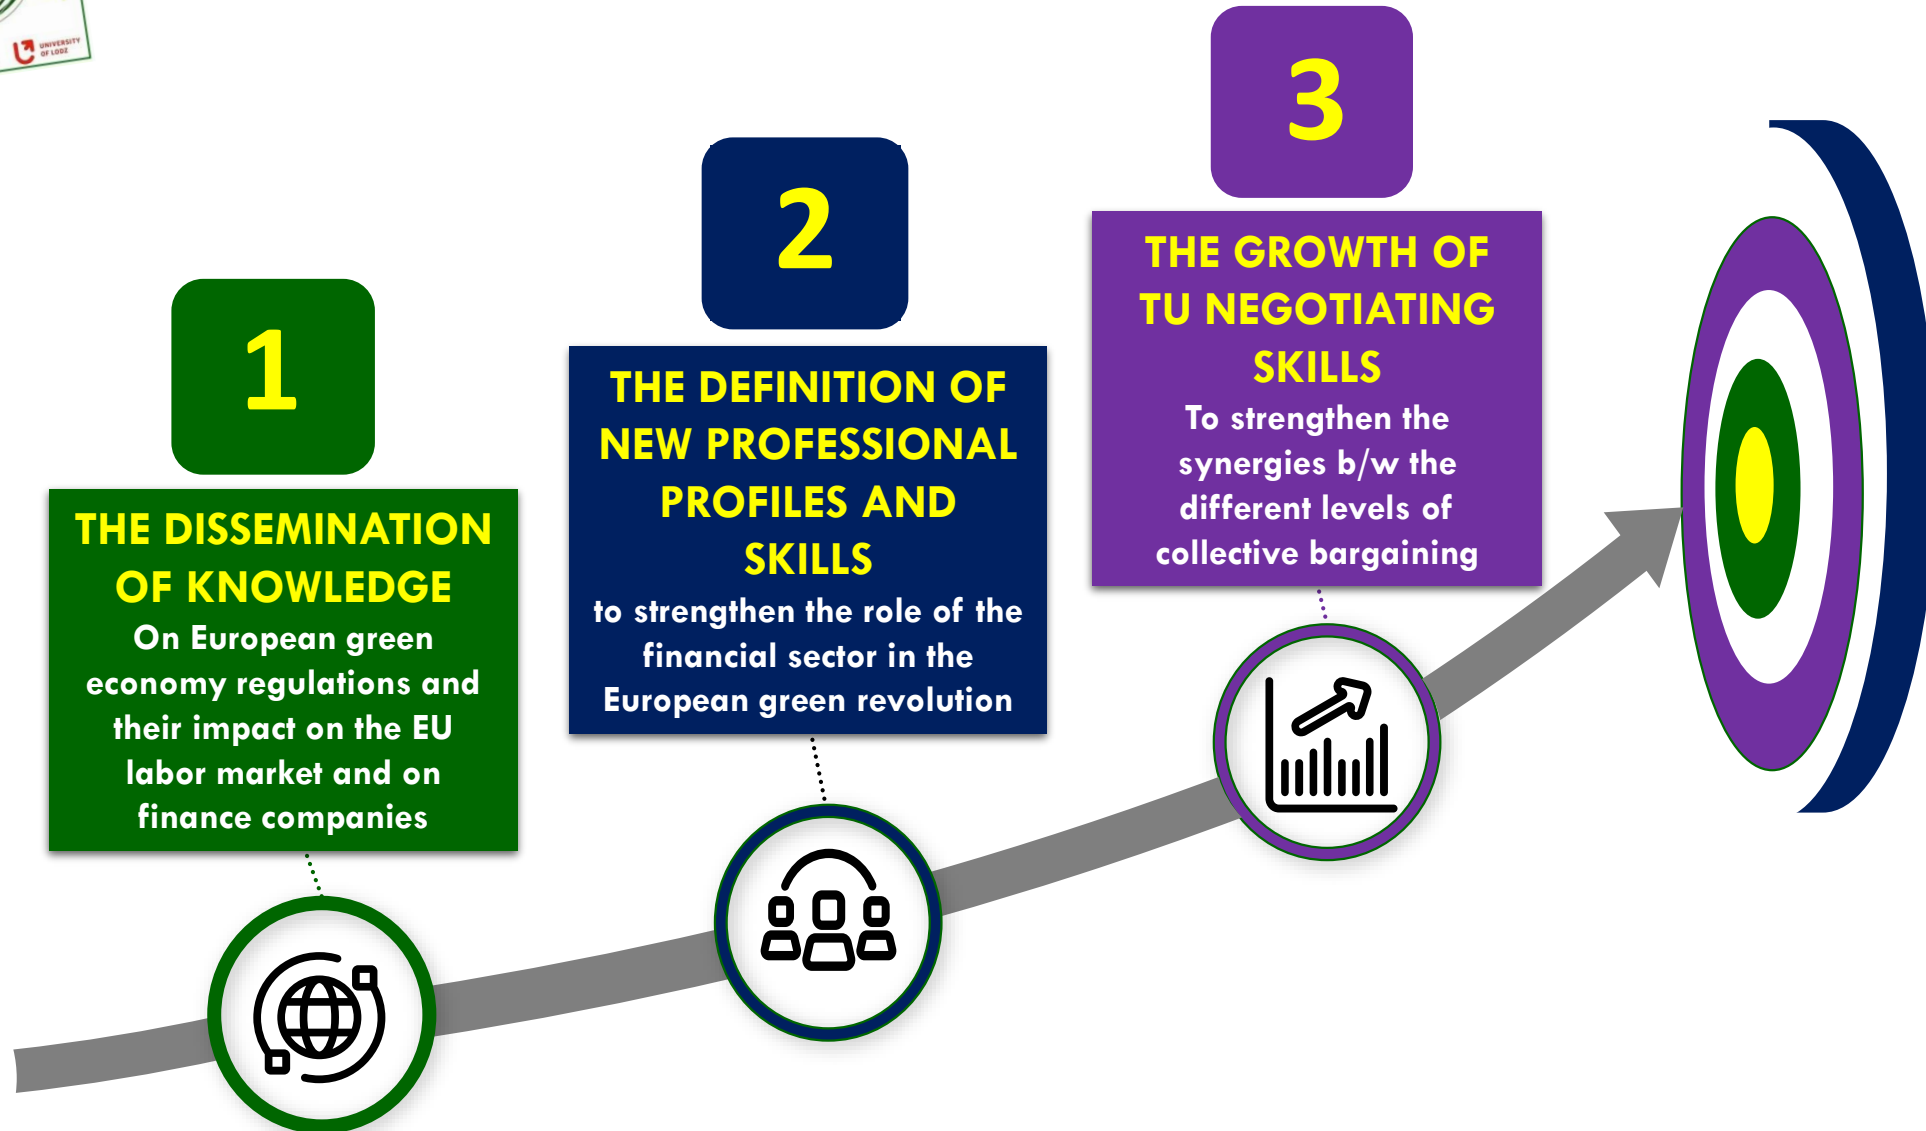 UNIVERSITY
OF LODZ
1
THE DISSEMINATION
OF KNOWLEDGE
On European green
economy regulations and
their impact on the EU
labor market and on
finance companies
2
THE DEFINITION OF
NEW PROFESSIONAL
PROFILES AND
SKILLS
to strengthen the role of the
financial sector in the
European green revolution
3
THE GROWTH OF
TU NEGOTIATING
SKILLS
To strengthen the
synergies b/w the
different levels of
collective bargaining